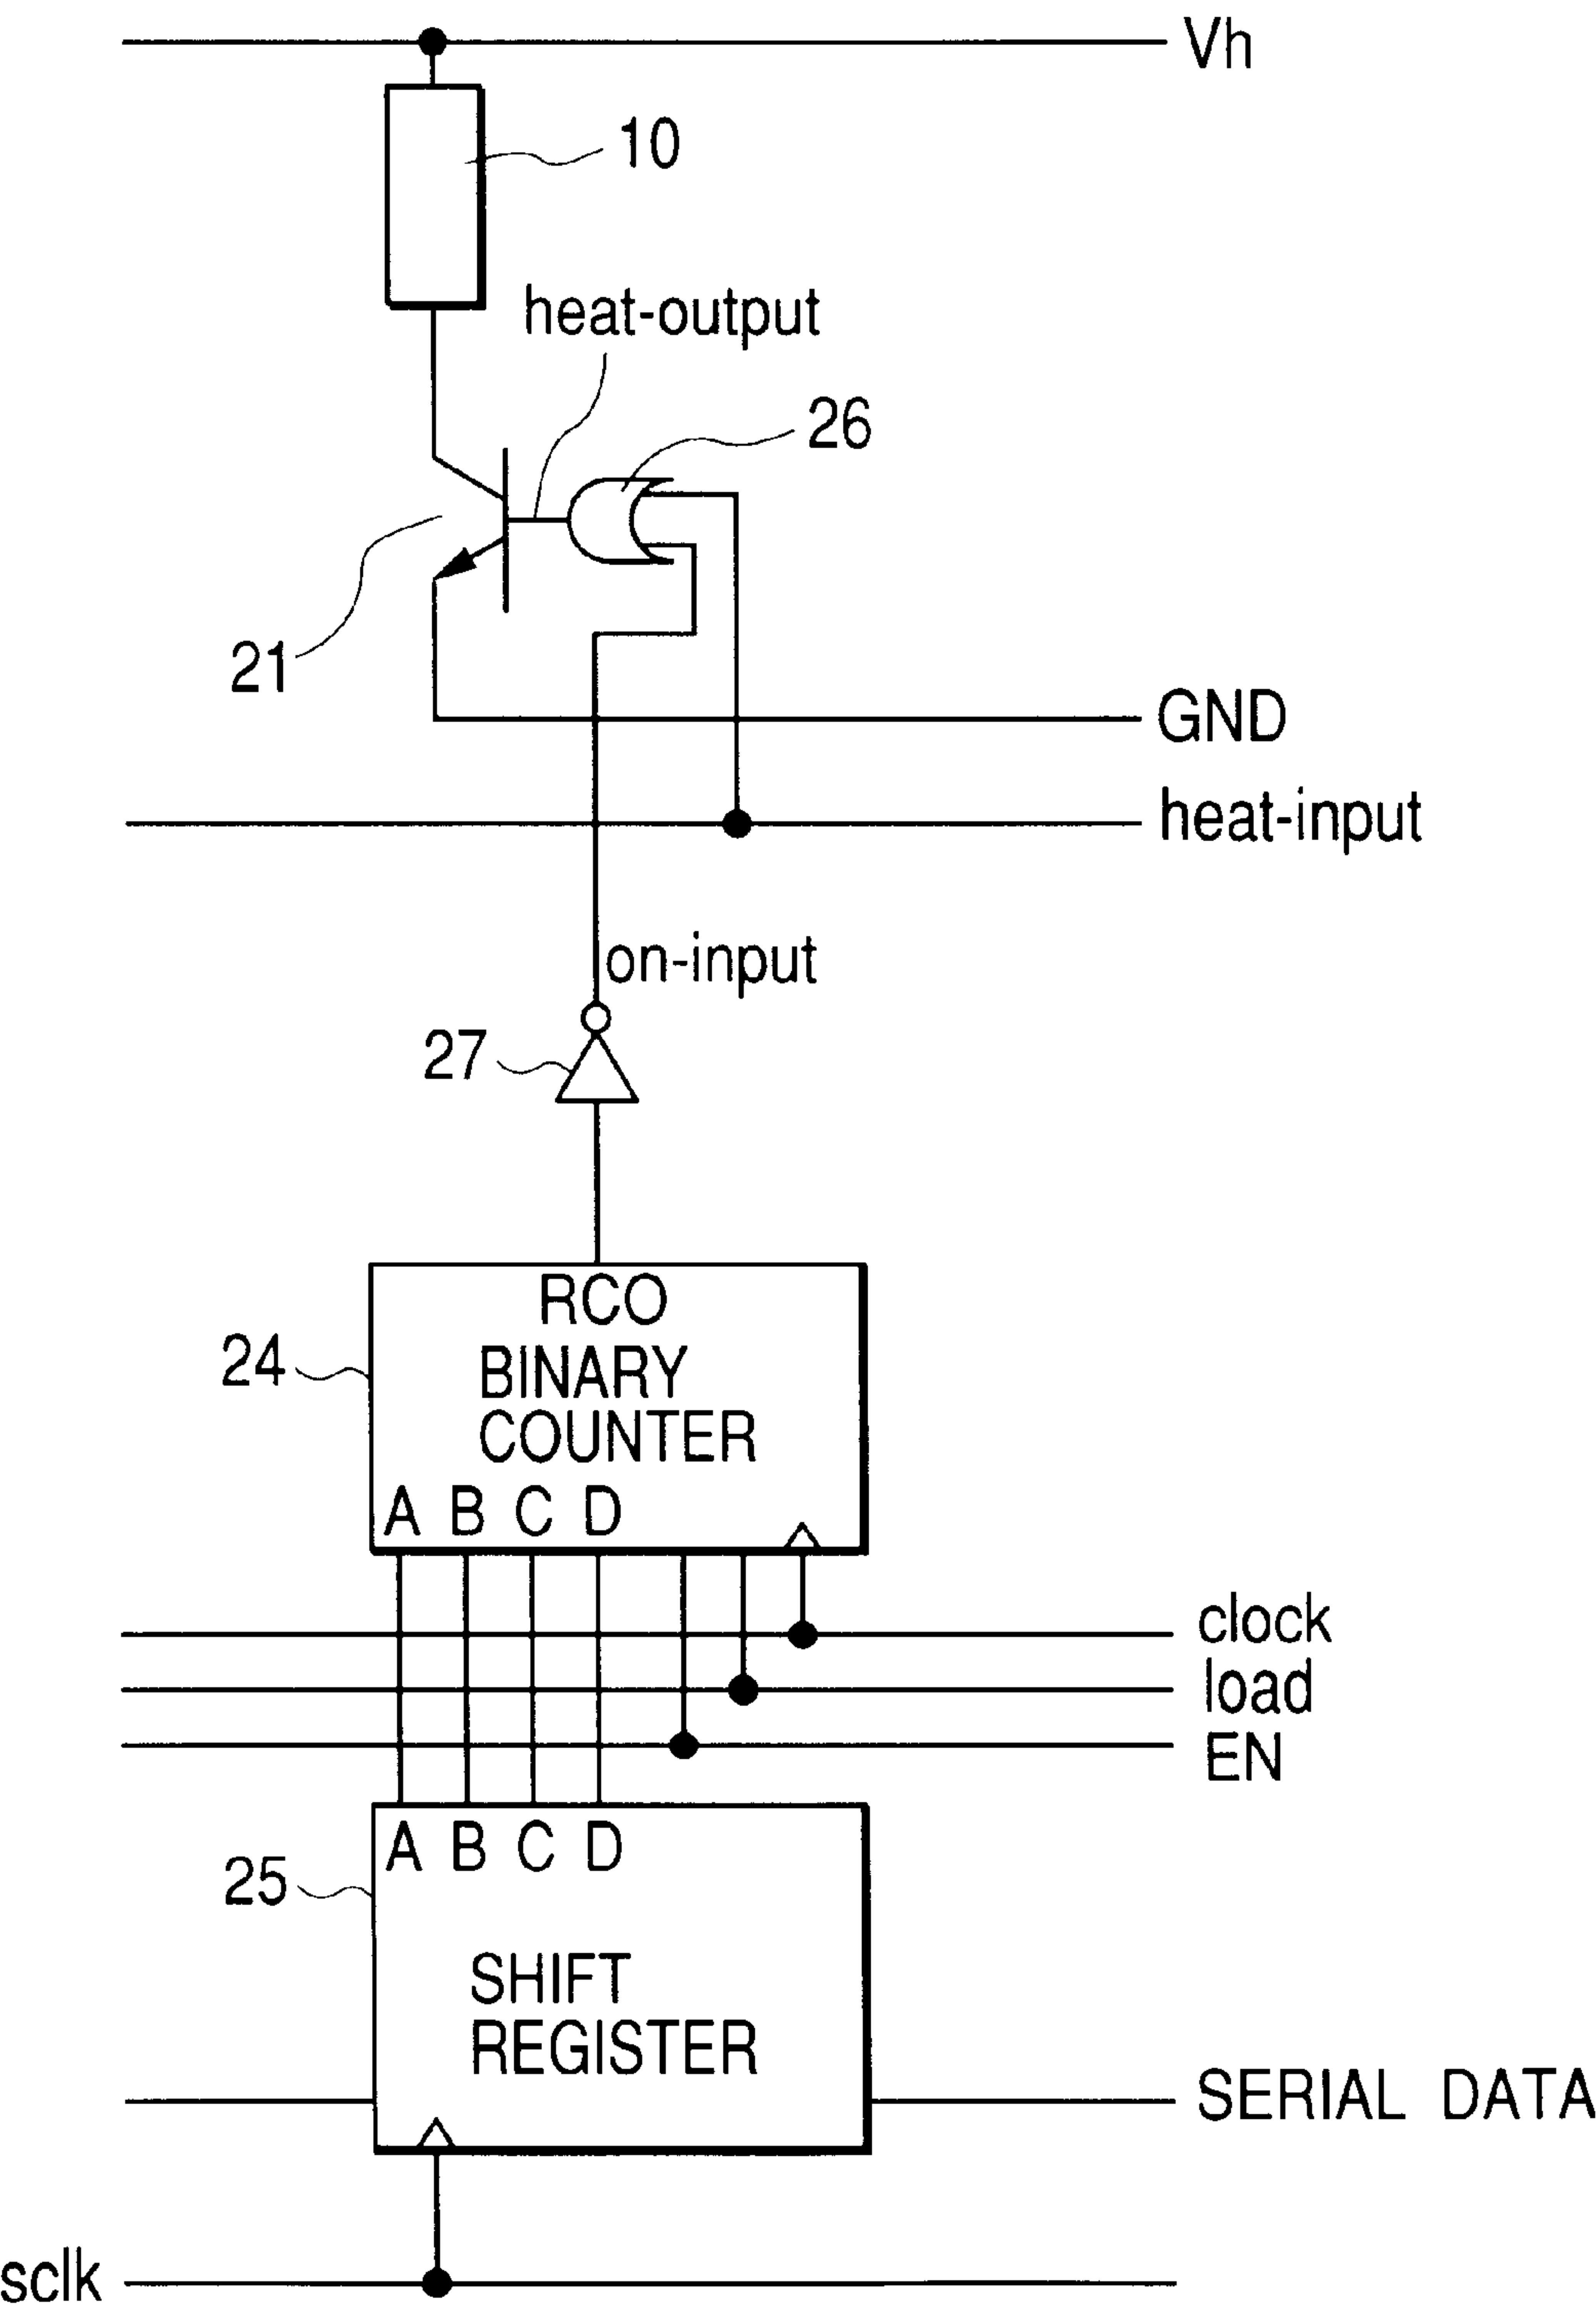 Vh
10
heat-output
26
21
GND
heat-input
on-input
27
RCO
24
BINARY
COUNTER
A B C D
clock
load
EN
A B C D
25
SHIFT
REGISTER
SERIAL DATA
sclk